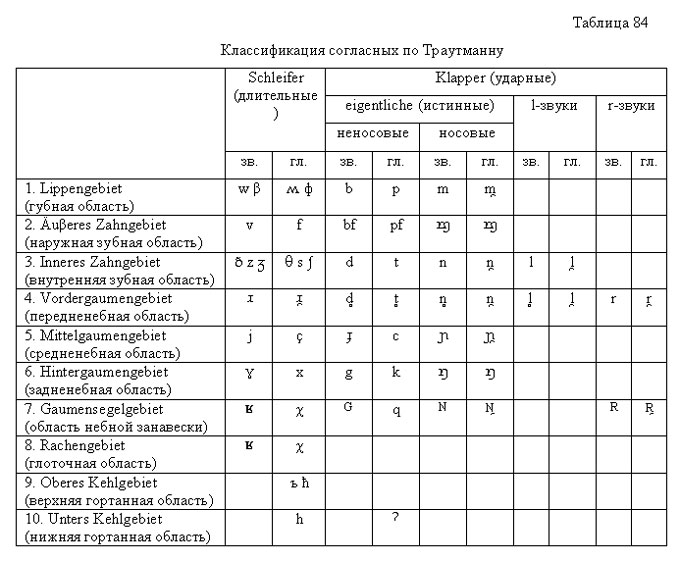 Таблица 84
Классификация согласных по Траутманну
Schleifer (длительные) Klapper (ударные)
eigentliche (истинные) l-звуки r-звуки
неносовые носовые
зв. гл. зв. гл. зв. гл. зв. гл. зв. гл.
1. Lippengebiet w β ʍ ɸ b p m m̥
(губная область)
2. Äuβeres Zahngebiet v f bf pf ɱ ɱ
(наружная зубная область)
3. Inneres Zahngebiet ð z ʒ θ s ʃ d t n n̥ l l̥
(внутренняя зубная область)
4. Vordergaumengebiet ɪ ɪ̥ d̥ t̥ n̥ n̥ l̥ l̥ r r̥
(передненебная область)
5. Mittelgaumengebiet j ç ɟ c ɲ ɲ̥
(средненебная область)
6. Hintergaumengebiet ɣ x g k ŋ ŋ
(задненебная область)
7. Gaumensegelgebiet ʁ χ G q N N̥ R R̥
(область небной занавески)
8. Rachengebiet ʁ χ
(глоточная область)
9. Oberes Kehlgebiet ъ ħ
(верхняя гортанная область)
10. Unters Kehlgebiet h ʔ
(нижняя гортанная область)